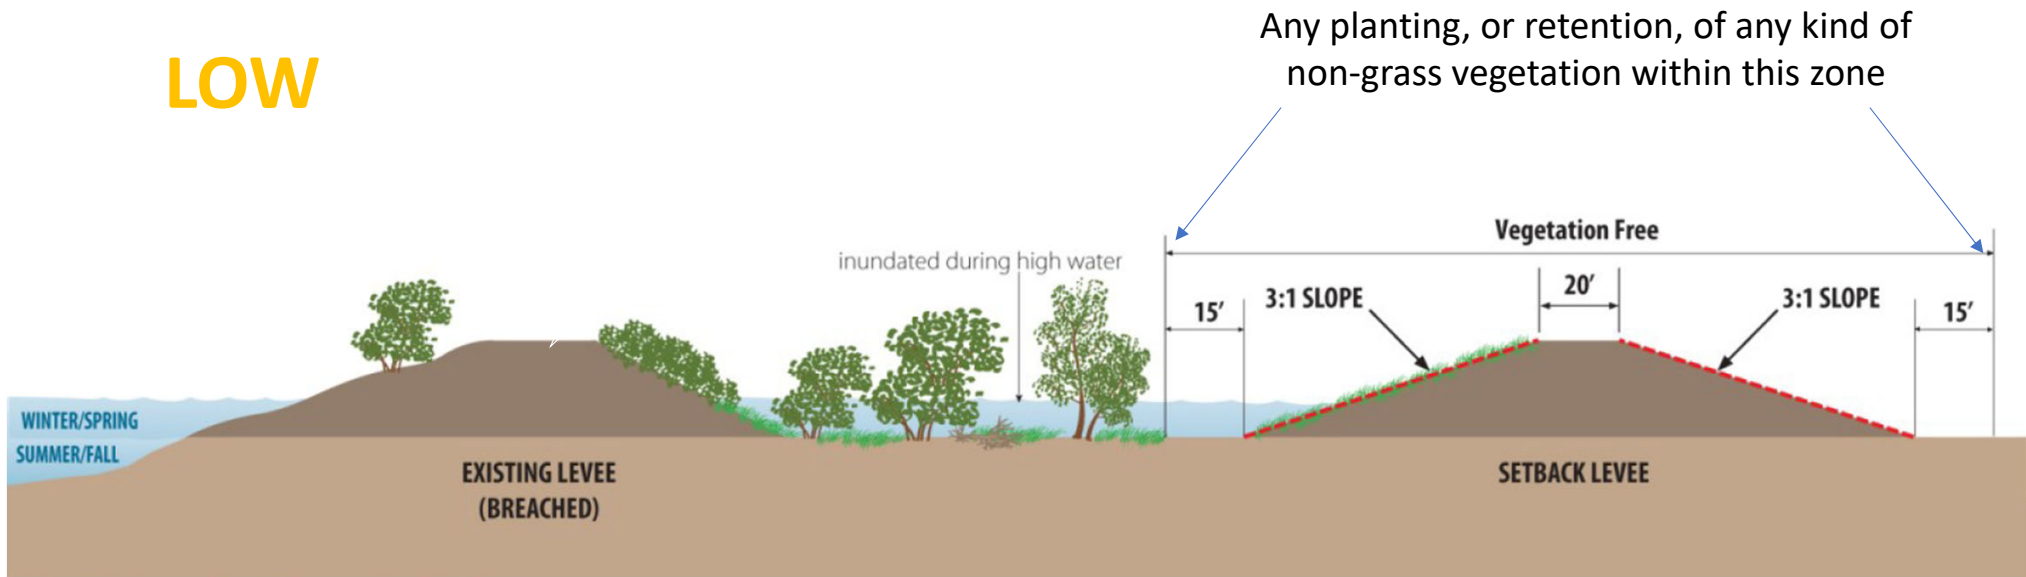 LOW
Any planting, or retention, of any kind of
non-grass vegetation within this zone
Vegetation Free
inundated during high water
15′
3:1 SLOPE
20′
3:1 SLOPE
15′
WINTER/SPRING
SUMMER/FALL
EXISTING LEVEE
(BREACHED)
SETBACK LEVEE